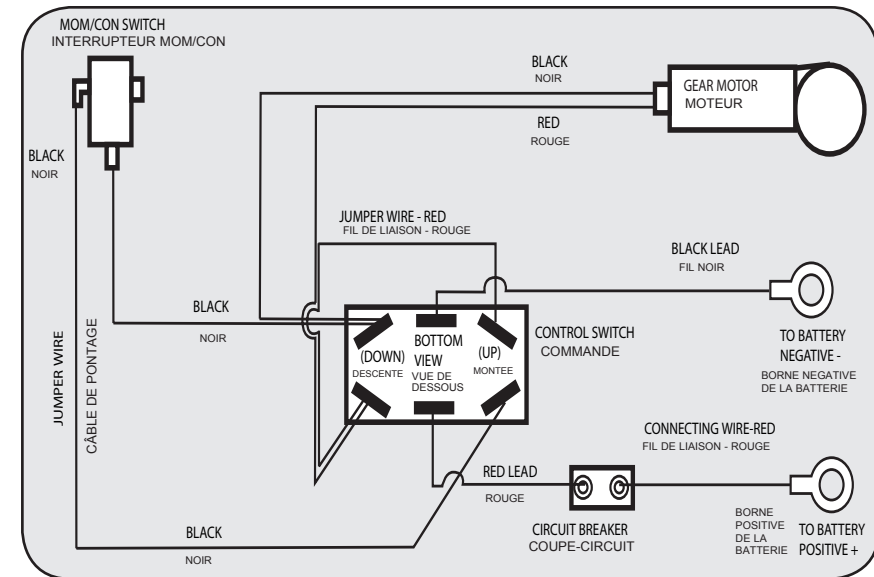 MOM/CON SWITCH
INTERRUPTEUR MOM/CON
BLACK
NOIR
GEAR MOTOR
MOTEUR
RED
ROUGE
BLACK
NOIR
JUMPER WIRE - RED
FIL DE LIAISON - ROUGE
BLACK LEAD
FIL NOIR
BLACK
NOIR
CONTROL SWITCH
COMMANDE
TO BATTERY
NEGATIVE -
BORNE NEGATIVE
DE LA BATTERIE
(DOWN)
DESCENTE
BOTTOM
VIEW
VUE DE
DESSOUS
(UP)
MONTEE
JUMPER WIRE
CÂBLE DE PONTAGE
CONNECTING WIRE-RED
FIL DE LIAISON - ROUGE
RED LEAD
ROUGE
CIRCUIT BREAKER
COUPE-CIRCUIT
BORNE
POSITIVE
DE LA
BATTERIE
TO BATTERY
POSITIVE +
BLACK
NOIR